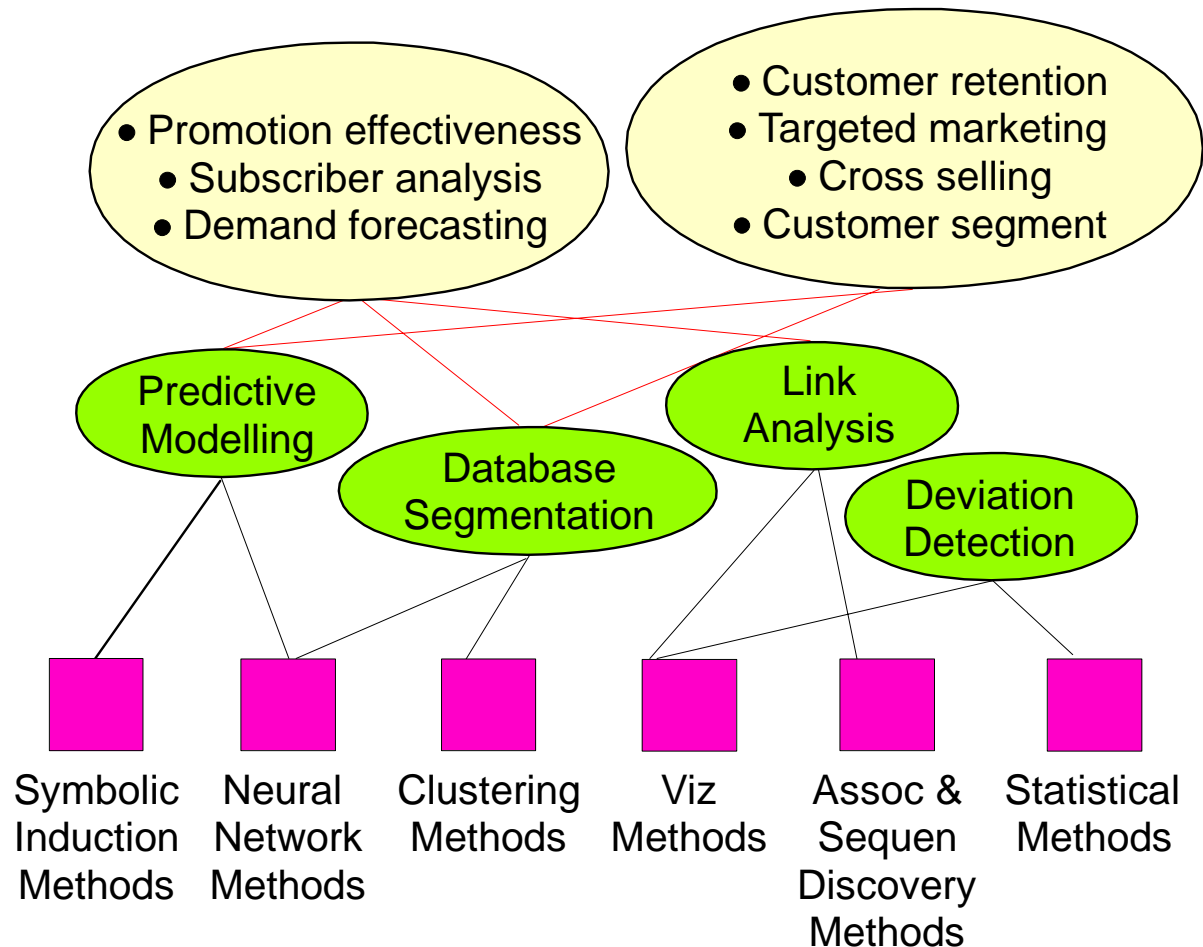 ● Promotion effectiveness
● Subscriber analysis
● Demand forecasting
● Customer retention
● Targeted marketing
● Cross selling
● Customer segment
Predictive
Modelling
Database
Segmentation
Link
Analysis
Deviation
Detection
Symbolic
Induction
Methods
Neural
Network
Methods
Clustering
Methods
Viz
Methods
Assoc &
Sequen
Discovery
Methods
Statistical
Methods